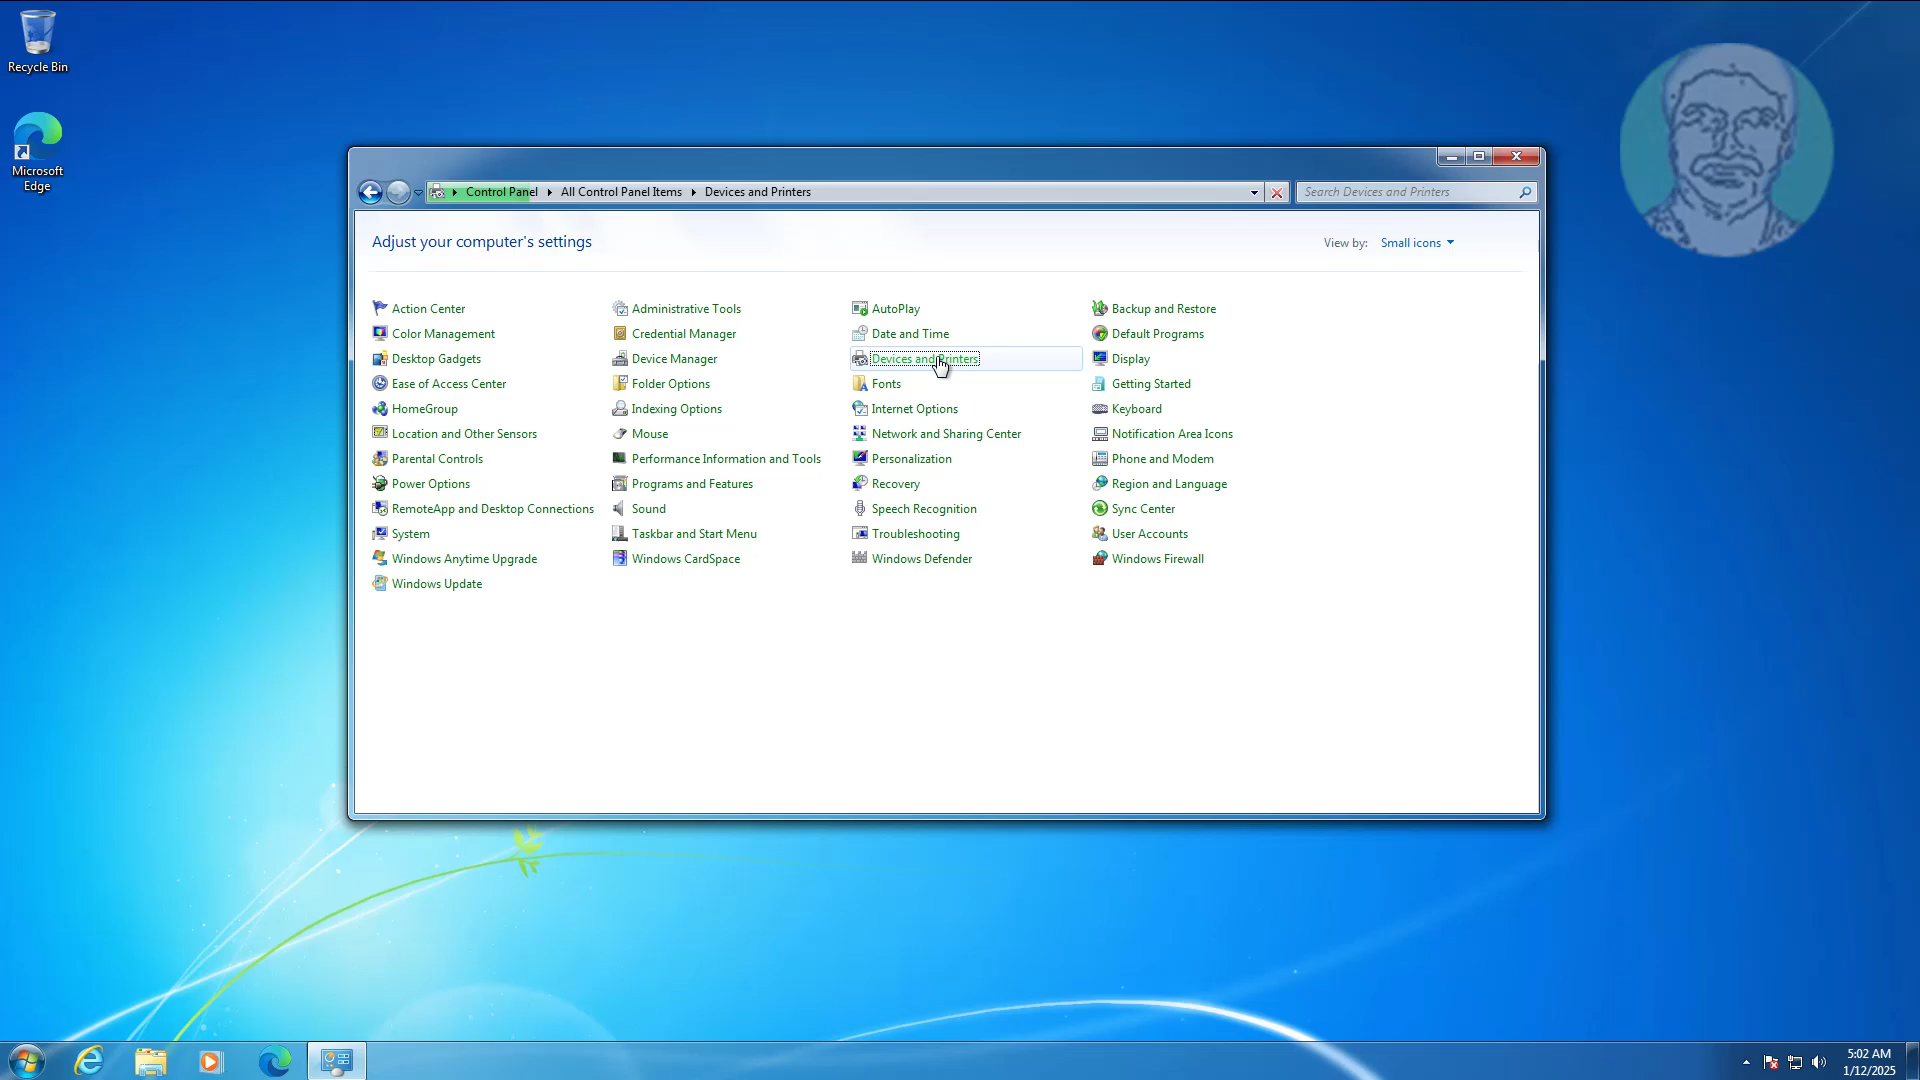 Recycle Bin
Microsoft
Edge
Control Panel All Control Panel Items Devices and Printers
Search Devices and Printers
Adjust your computer's settings
View by: Small icons
Action Center Administrative Tools AutoPlay Backup and Restore
Color Management Credential Manager Date and Time Default Programs
Desktop Gadgets Device Manager Devices and Printers Display
Ease of Access Center Folder Options Fonts Getting Started
HomeGroup Indexing Options Internet Options Keyboard
Location and Other Sensors Mouse Network and Sharing Center Notification Area Icons
Parental Controls Performance Information and Tools Personalization Phone and Modem
Power Options Programs and Features Recovery Region and Language
RemoteApp and Desktop Connections Sound Speech Recognition Sync Center
System Taskbar and Start Menu Troubleshooting User Accounts
Windows Anytime Upgrade Windows CardSpace Windows Defender Windows Firewall
Windows Update
5:02 AM
1/12/2025